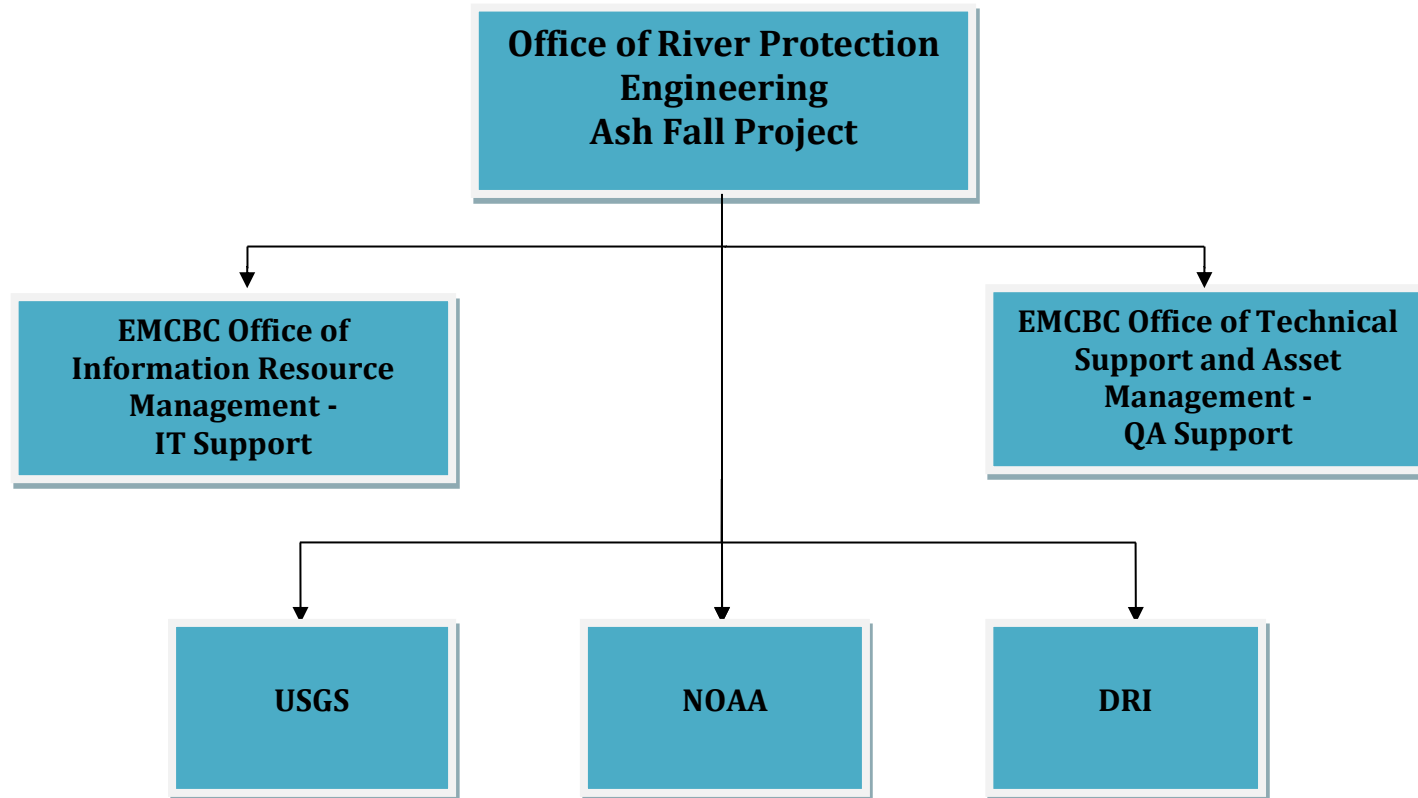 Office of River Protection
Engineering
Ash Fall Project
EMCBC Office of
Information Resource
Management -
IT Support
EMCBC Office of Technical
Support and Asset
Management -
QA Support
USGS
NOAA
DRI